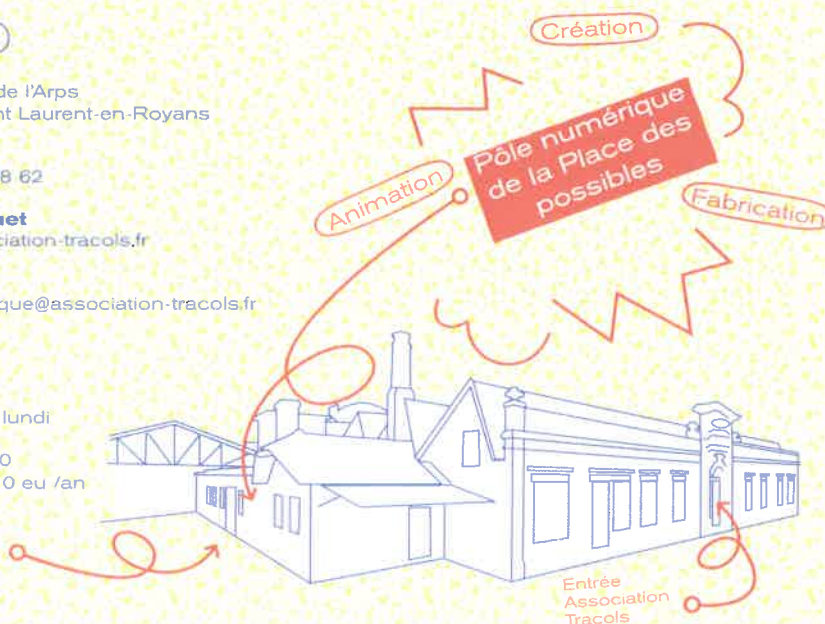 de l'Arps
nt Laurent-en-Royans
8 62
ciation-tracols.fr
que@association-tracols.fr
lundi
0
0 eu /an
Création
Pôle numérique
de la Place des
possibles
Animation
Fabrication
Entrée
Association
Tracols